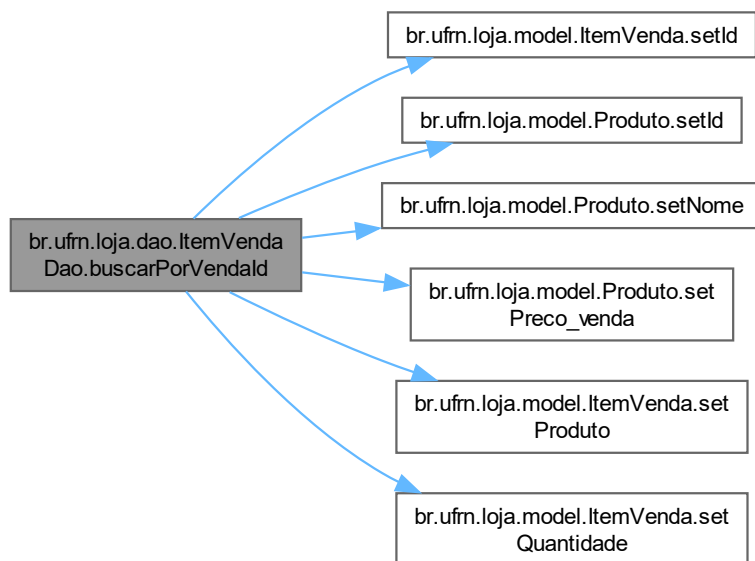 br.ufrn.loja.model.ItemVenda.setId
br.ufrn.loja.model.Produto.setId
br.ufrn.loja.model.Produto.setNome
br.ufrn.loja.dao.ItemVenda
Dao.buscarPorVendaId
br.ufrn.loja.model.Produto.set
Preco_venda
br.ufrn.loja.model.ItemVenda.set
Produto
br.ufrn.loja.model.ItemVenda.set
Quantidade